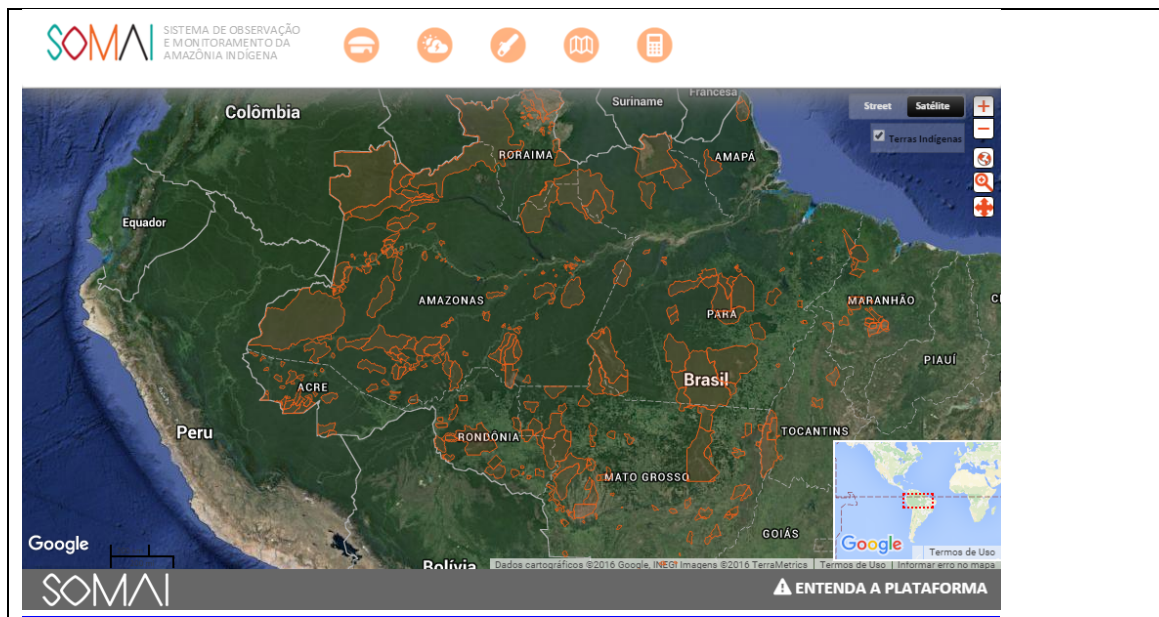 SOMAI
SISTEMA DE OBSERVAÇÃO
E MONITORAMENTO DA
AMAZÔNIA INDÍGENA
Francesa
Colômbia
Suriname
Street
Satélite
Terras Indígenas
RORAIMA
AMAPÁ
Equador
AMAZONAS
PARÁ
MARANHÃO
PIAUÍ
ACRE
Brasil
Peru
RONDÔNIA
TOCANTINS
MATO GROSSO
GOIÁS
Google
Google
Termos de Uso
Bolívia
Dados cartográficos ©2016 Google, INEGI Imagens ©2016 TerraMetrics
Termos de Uso
Informar erro no mapa
SOMAI
ENTENDA A PLATAFORMA